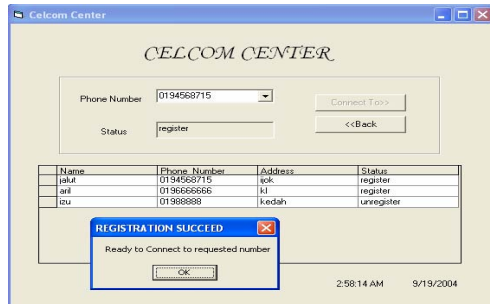 Celcom Center
CELCOM CENTER
Phone Number 0194568715 Connect To>>
Status register <<Back
Name Phone Number Address Status
jalut 0194568715 ijok register
aril 0196666666 kl register
izu 01988888 kedah unregister
REGISTRATION SUCCEED
Ready to Connect to requested number
OK
2:58:14 AM 9/19/2004